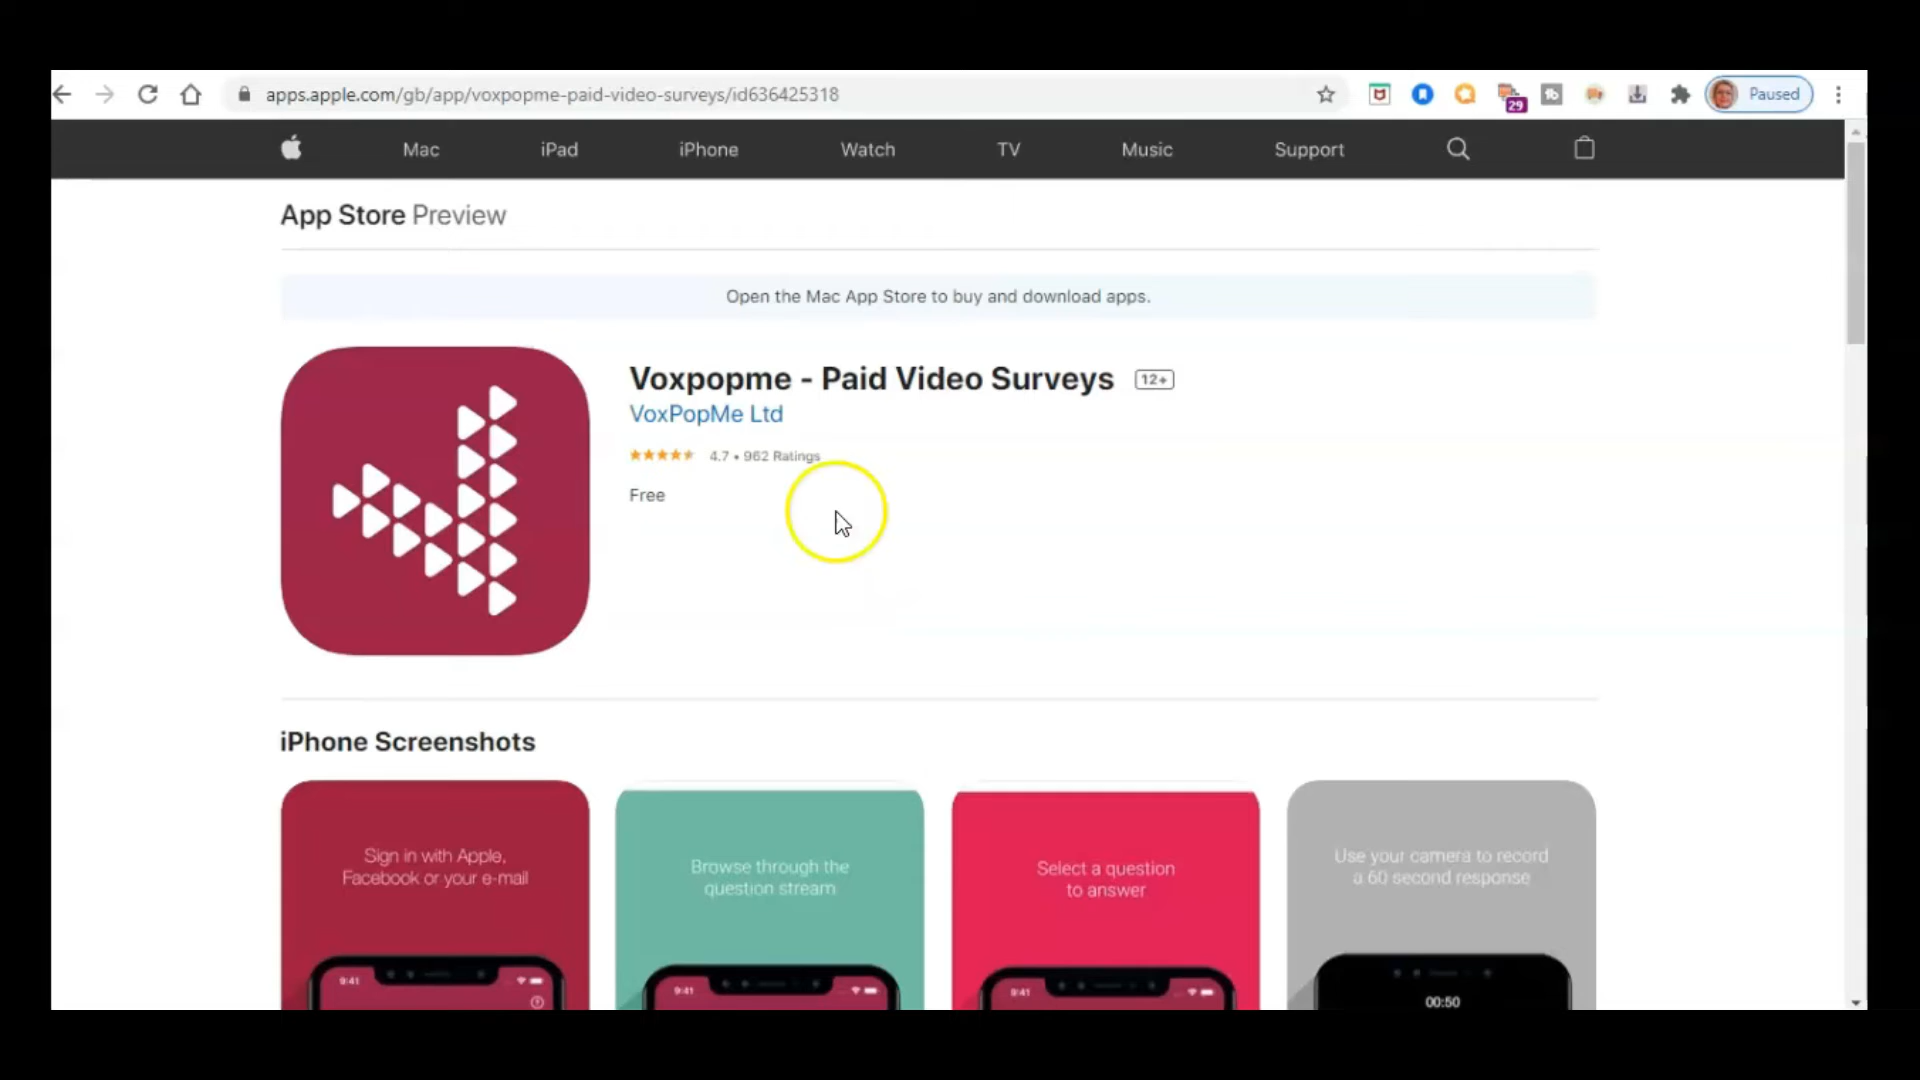 apps.apple.com/gb/app/voxpopme-paid-video-surveys/id636425318
29
Paused
Mac iPad iPhone Watch TV Music Support
App Store Preview
Open the Mac App Store to buy and download apps.
Voxpopme - Paid Video Surveys 12+
VoxPopMe Ltd
4.7 • 962 Ratings
Free
iPhone Screenshots
Sign in with Apple,
Facebook or your e-mail
Browse through the
question stream
Select a question
to answer
Use your camera to record
a 60 second response
9:41
9:41
9:41
00:50